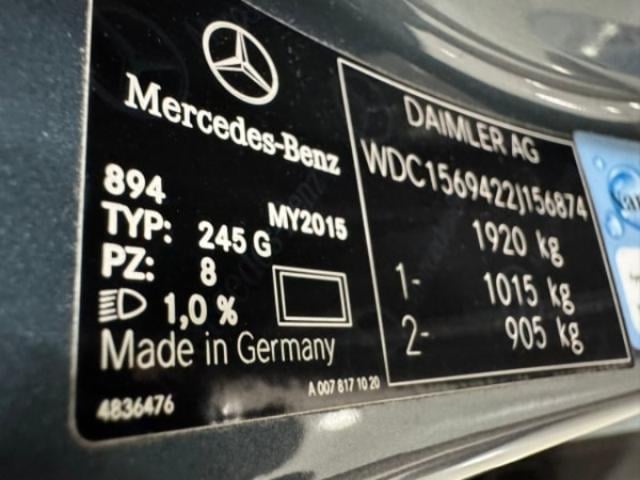 Mercedes-Benz
894
TYP: 245 G MY2015
PZ: 8
1,0 %
Made in Germany
4836476
A 007 817 10 20
DAIMLER AG
WDC1569422J156874
1920 kg
1- 1015 kg
2- 905 kg